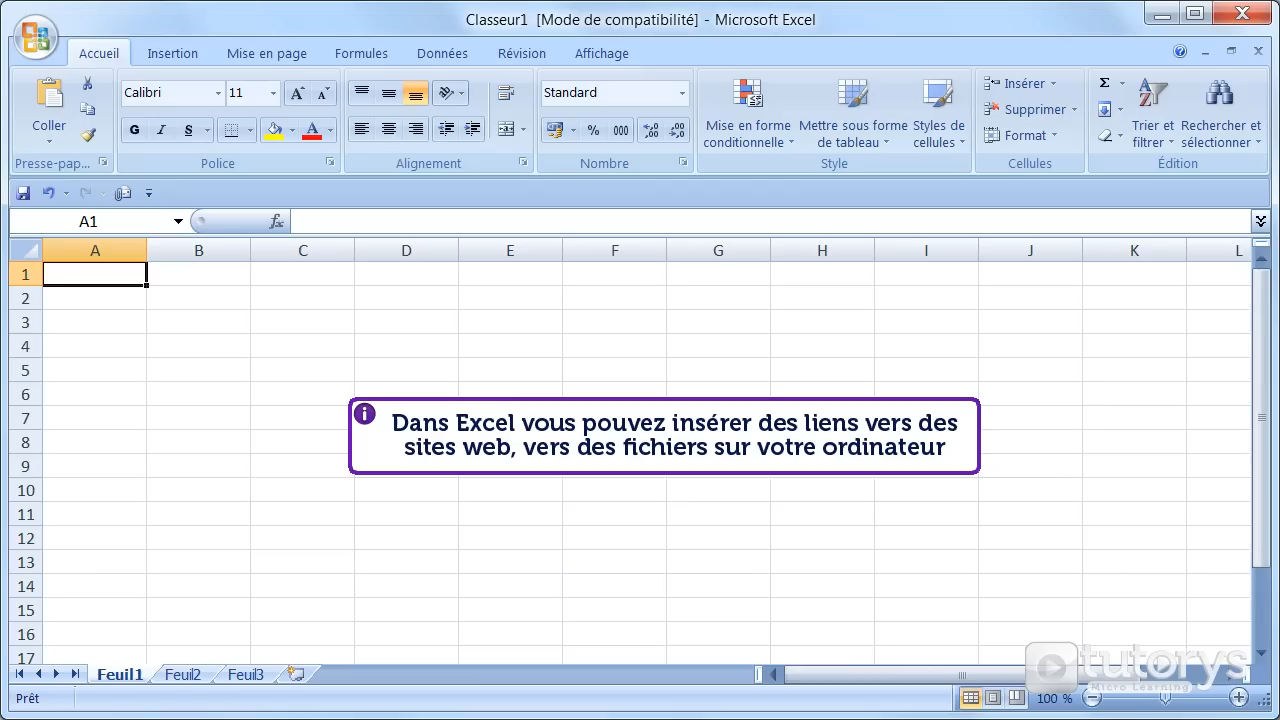 Classeur1 [Mode de compatibilité] - Microsoft Excel
Accueil Insertion Mise en page Formules Données Révision Affichage
Coller
Presse-pap...
Calibri 11
G I S A
Police
Alignement
Standard
% 000
Nombre
Mise en forme conditionnelle
Mettre sous forme de tableau
Styles de cellules
Style
Insérer
Supprimer
Format
Cellules
Σ
Trier et filtrer
Rechercher et sélectionner
Édition
A1 fx
A B C D E F G H I J K L
1
2
3
4
5
6
7
8
9
10
11
12
13
14
15
16
17
Dans Excel vous pouvez insérer des liens vers des
sites web, vers des fichiers sur votre ordinateur
Feuil1 Feuil2 Feuil3
tutorys
Micro Learning
Prêt 100 %